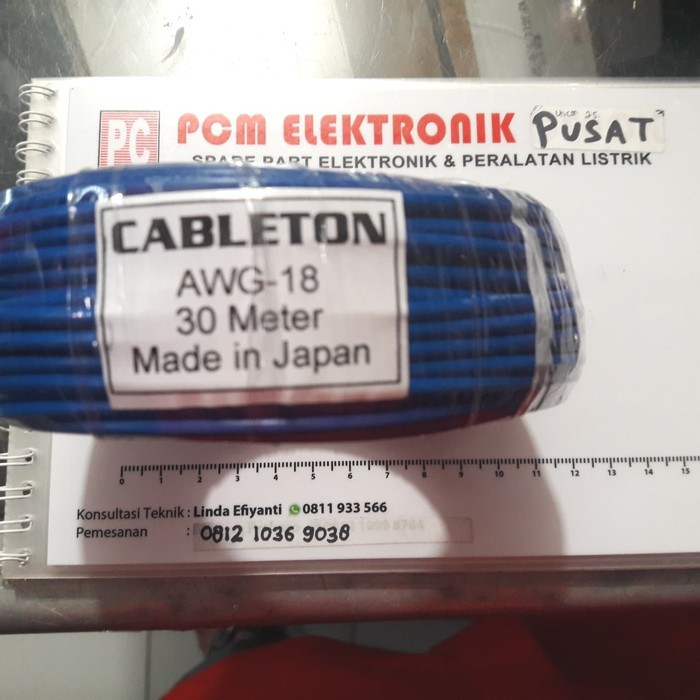 PC
PCM ELEKTRONIK
PUSAT
SPARE PART ELEKTRONIK & PERALATAN LISTRIK
CABLETON
AWG-18
30 Meter
Made in Japan
0 1 2 3 4 5 6 7 8 9 10 11 12 13 14 15
Konsultasi Teknik : Linda Efiyanti 0811 933 566
Pemesanan : 0812 1036 9038